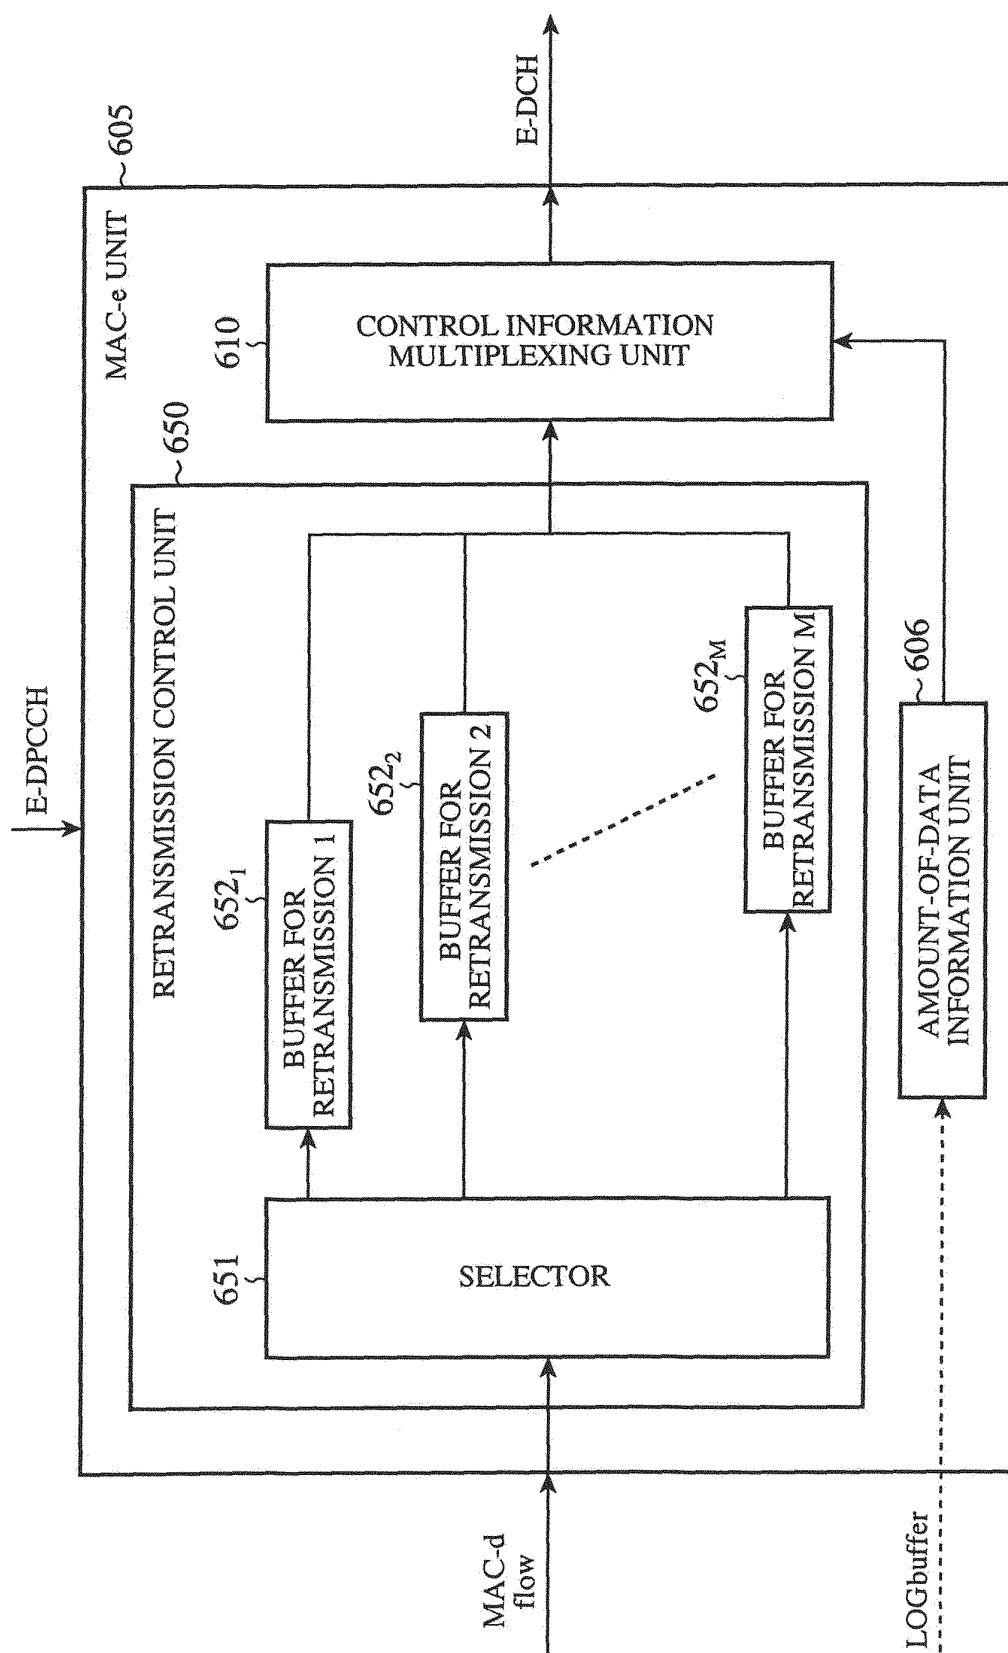 E-DPCCH
605
MAC-e UNIT
650
RETRANSMISSION CONTROL UNIT
MAC-d
flow
651
SELECTOR
652₁
BUFFER FOR
RETRANSMISSION 1
652₂
BUFFER FOR
RETRANSMISSION 2
652M
BUFFER FOR
RETRANSMISSION M
610
CONTROL INFORMATION
MULTIPLEXING UNIT
E-DCH
LOGbuffer
606
AMOUNT-OF-DATA
INFORMATION UNIT